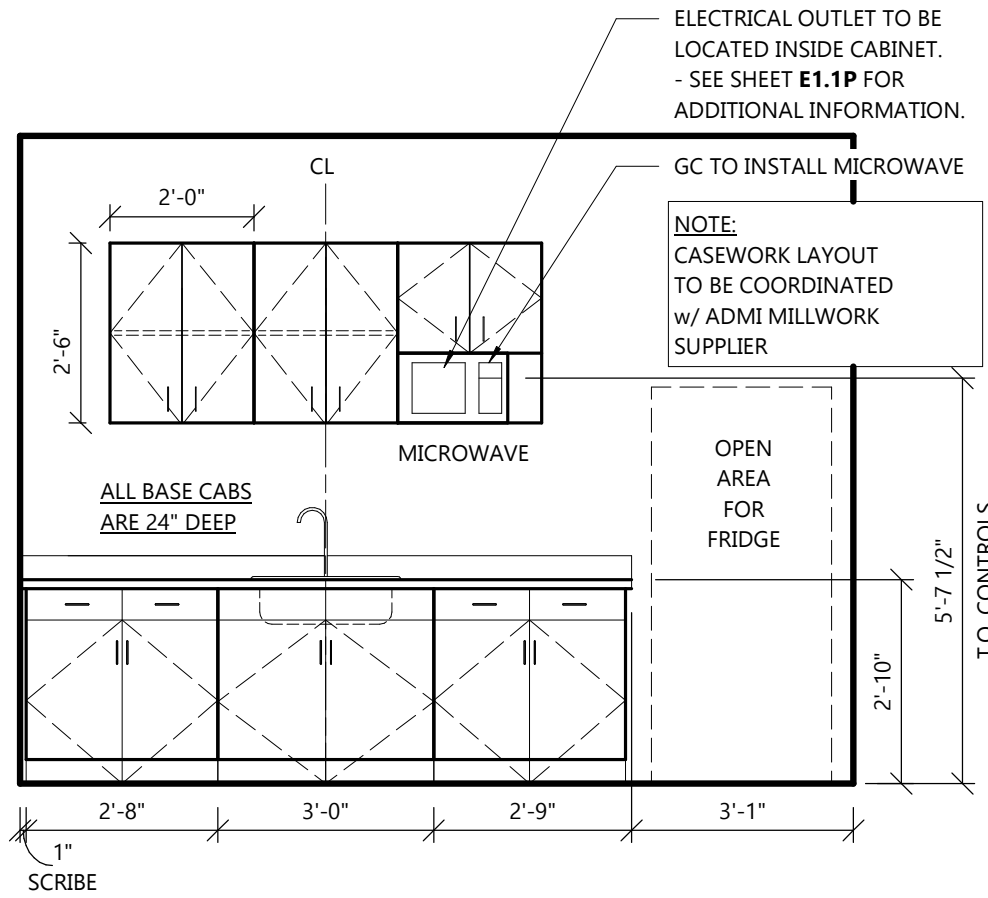 ELECTRICAL OUTLET TO BE
LOCATED INSIDE CABINET.
- SEE SHEET E1.1P FOR
ADDITIONAL INFORMATION.
CL
GC TO INSTALL MICROWAVE
2'-0"
NOTE:
CASEWORK LAYOUT
TO BE COORDINATED
w/ ADMI MILLWORK
SUPPLIER
2'-6"
MICROWAVE
OPEN
AREA
FOR
FRIDGE
ALL BASE CABS
ARE 24" DEEP
5'-7 1/2"
T.O. CONTROLS
2'-10"
2'-8"
3'-0"
2'-9"
3'-1"
1"
SCRIBE